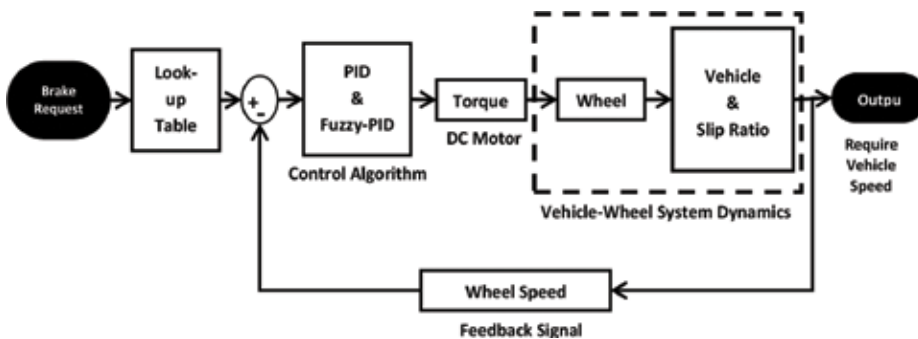 Brake
Request
Look-
up
Table
+
-
PID
&
Fuzzy-PID
Control Algorithm
Torque
DC Motor
Wheel
Vehicle
&
Slip Ratio
Vehicle-Wheel System Dynamics
Outpu
Require
Vehicle
Speed
Wheel Speed
Feedback Signal